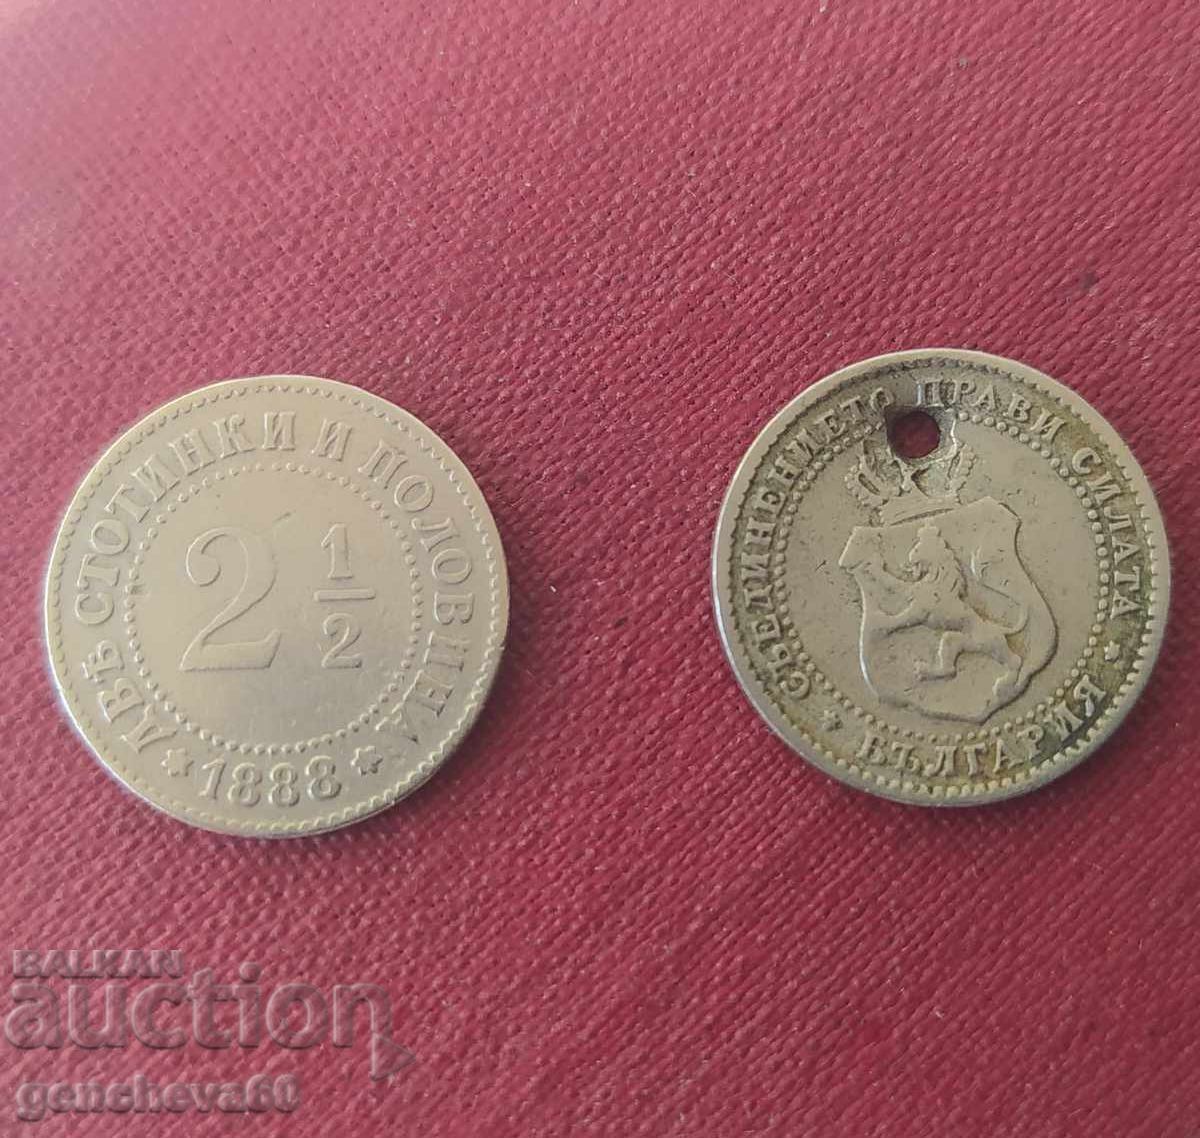 ДВѢ СТОТИНКИ И ПОЛОВИНА
2 1/2
* 1888 *
СЪЕДИНЕНИЕТО ПРАВИ СИЛАТА
* БЪЛГАРИЯ *
BALKAN
auction
gencheva60